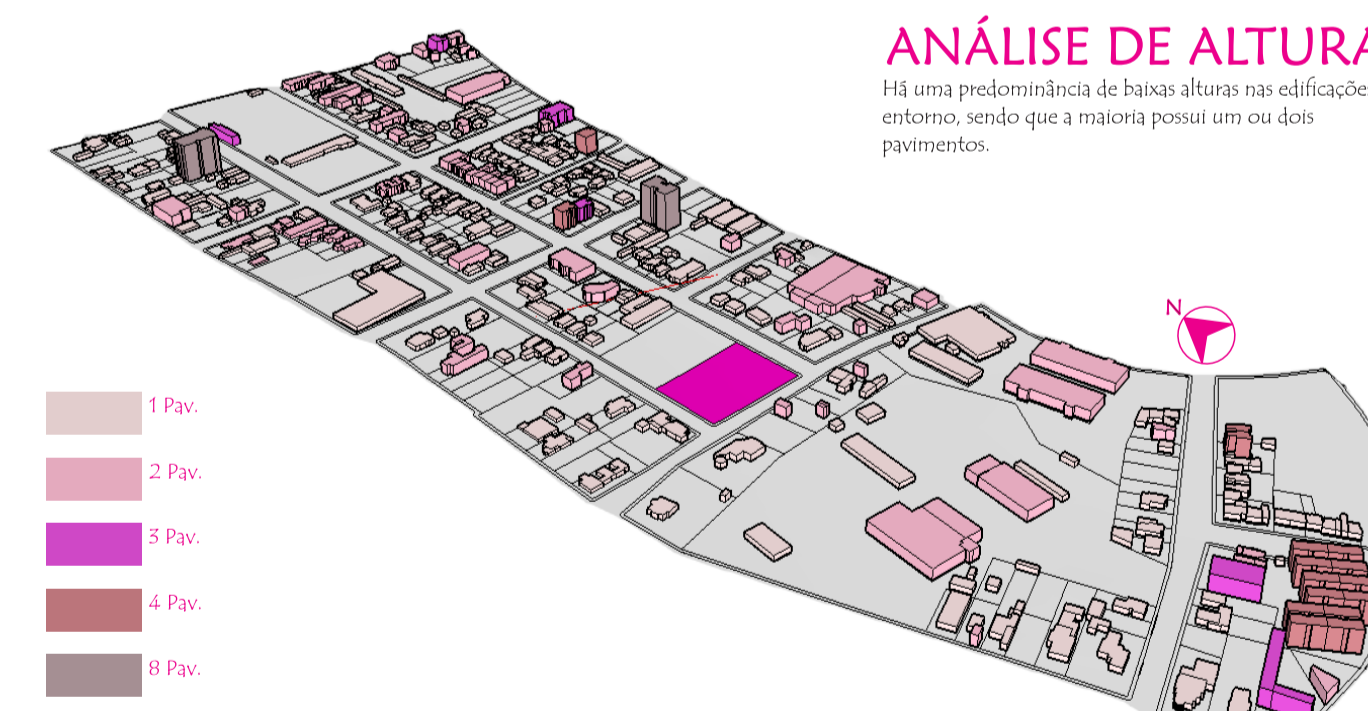 ANÁLISE DE ALTURA
Há uma predominância de baixas alturas nas edificaçõe
entorno, sendo que a maioria possui um ou dois
pavimentos.
N
1 Pav.
2 Pav.
3 Pav.
4 Pav.
8 Pav.